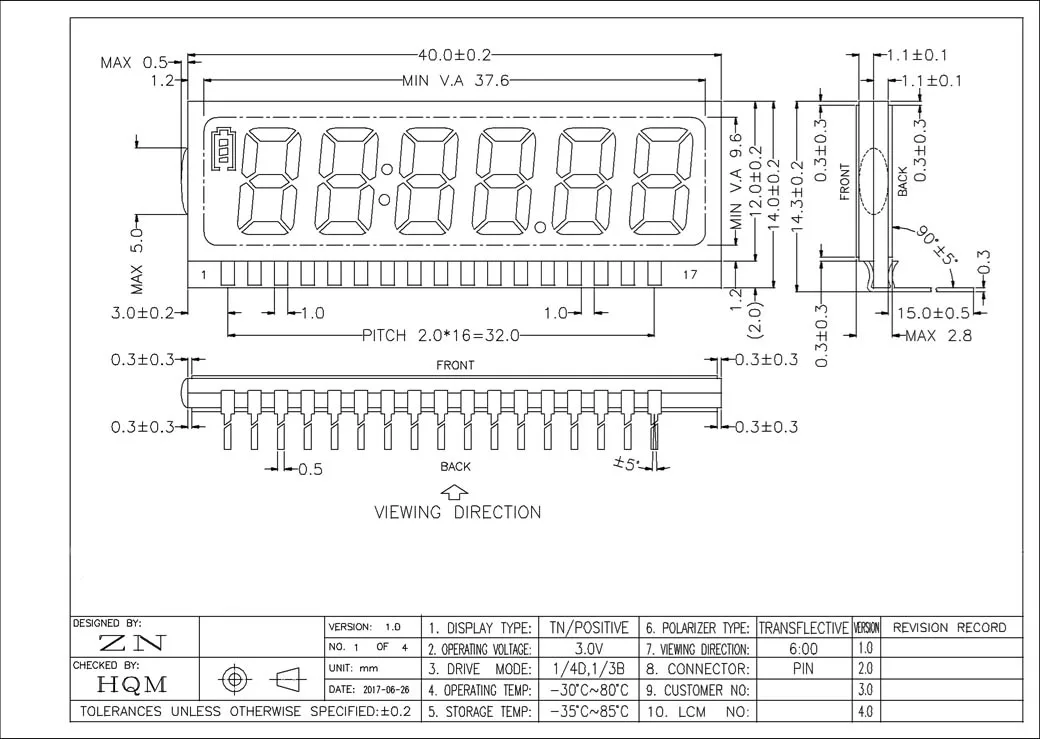 40.0±0.2
MAX 0.5
1.2
MIN V.A 37.6
1.1±0.1
1.1±0.1
MAX 5.0
MIN V.A 9.6
12.0±0.2
14.0±0.2
14.3±0.2
0.3±0.3
FRONT
BACK
0.3±0.3
90°±5°
0.3
1
17
3.0±0.2
1.0
1.0
1.2
(2.0)
0.3±0.3
15.0±0.5
MAX 2.8
PITCH 2.0*16=32.0
0.3±0.3
FRONT
0.3±0.3
0.3±0.3
0.3±0.3
0.5
BACK
±5°
VIEWING DIRECTION
DESIGNED BY:
ZN
CHECKED BY:
HQM
VERSION: 1.0
NO. 1 OF 4
UNIT: mm
DATE: 2017-06-26
TOLERANCES UNLESS OTHERWISE SPECIFIED:±0.2
1. DISPLAY TYPE: TN/POSITIVE
2. OPERATING VOLTAGE: 3.0V
3. DRIVE MODE: 1/4D,1/3B
4. OPERATING TEMP: −30°C~80°C
5. STORAGE TEMP: −35°C~85°C
6. POLARIZER TYPE: TRANSFLECTIVE
7. VIEWING DIRECTION: 6:00
8. CONNECTOR: PIN
9. CUSTOMER NO:
10. LCM NO:
VERSION REVISION RECORD
1.0
2.0
3.0
4.0